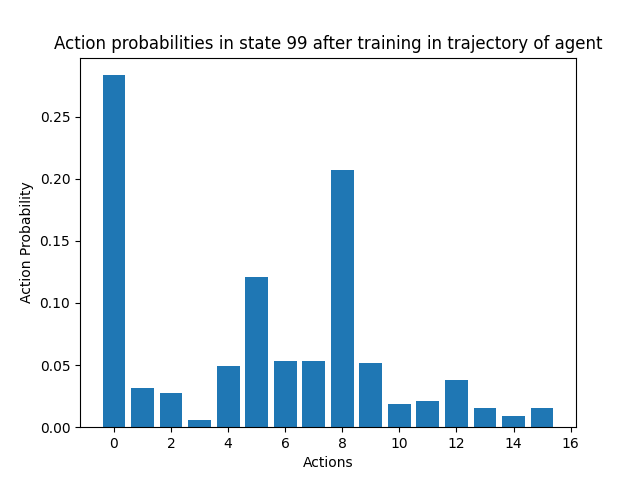 Action probabilities in state 99 after training in trajectory of agent
Action Probability
0.25
0.20
0.15
0.10
0.05
0.00
0 2 4 6 8 10 12 14 16
Actions